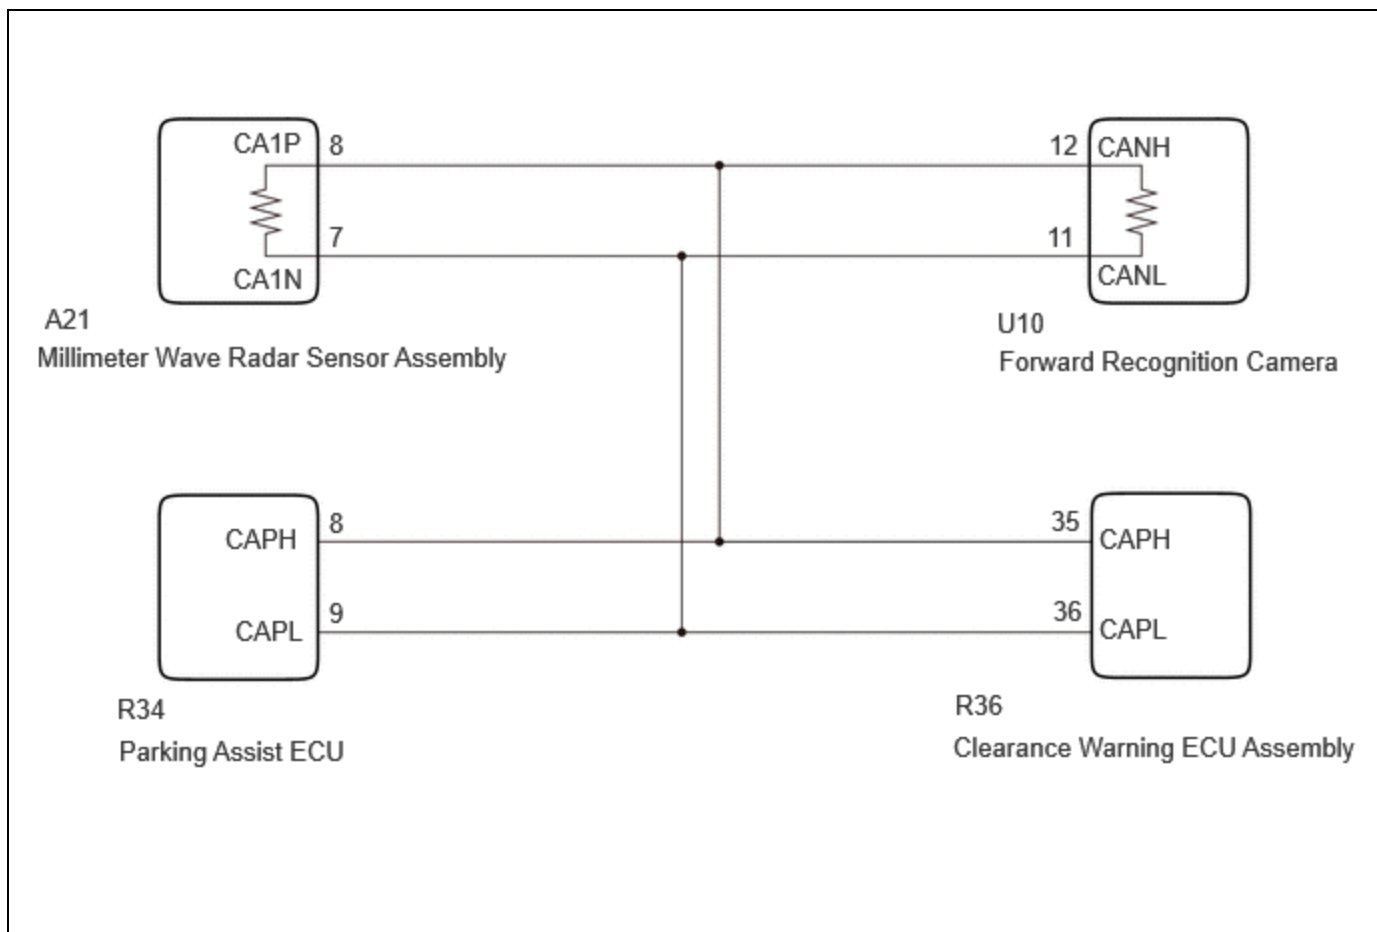 CA1P 8
12 CANH
7
11
CA1N
CANL
A21
U10
Millimeter Wave Radar Sensor Assembly
Forward Recognition Camera
8
35
CAPH
CAPH
9
36
CAPL
CAPL
R34
R36
Parking Assist ECU
Clearance Warning ECU Assembly